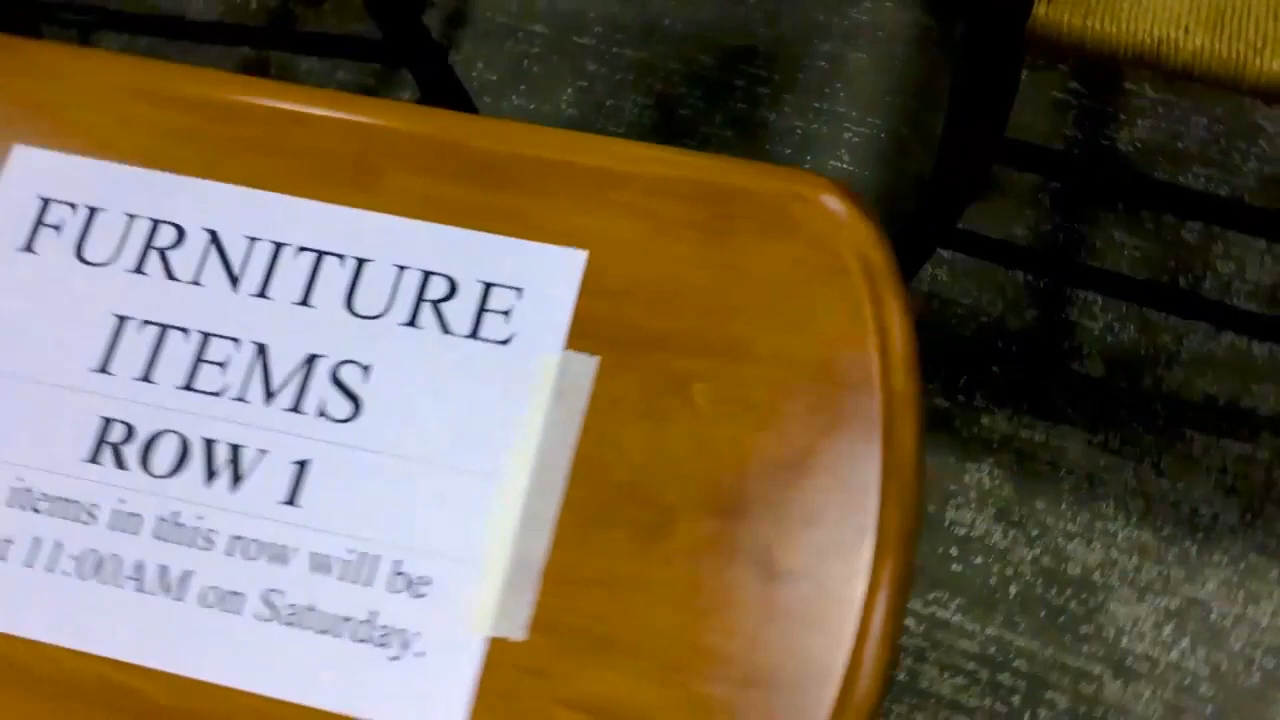 FURNITURE
ITEMS
ROW 1
items in this row will be
11:00AM on Saturday.